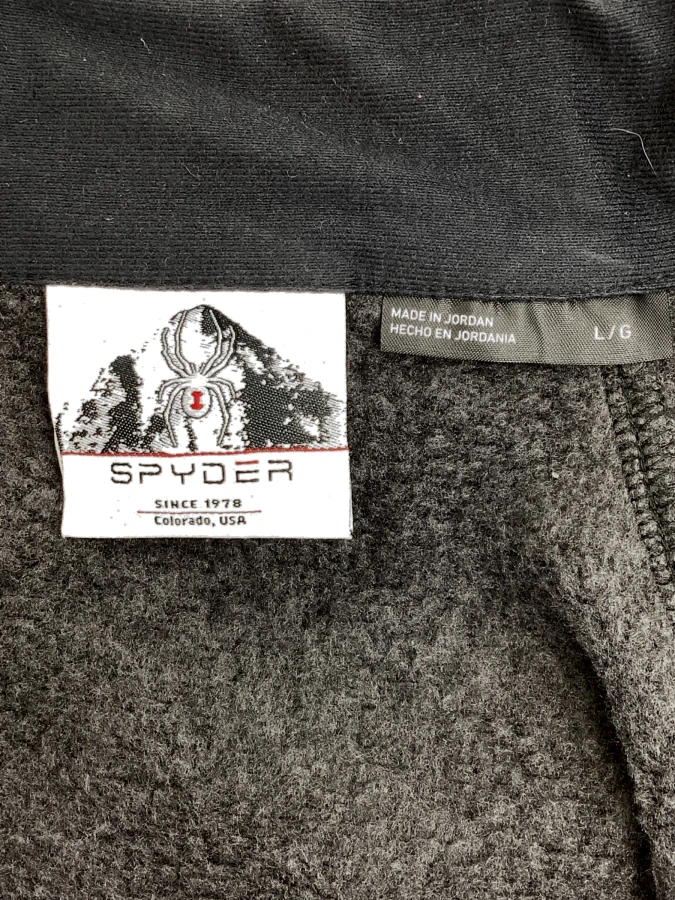 SPYDER
SINCE 1978
Colorado, USA
MADE IN JORDAN
HECHO EN JORDANIA
L/G